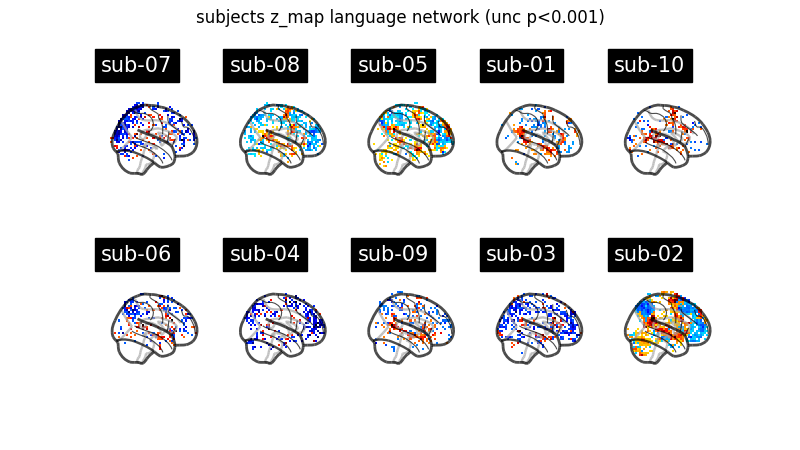 subjects z_map language network (unc p<0.001)
sub-07
sub-08
sub-05
sub-01
sub-10
sub-06
sub-04
sub-09
sub-03
sub-02